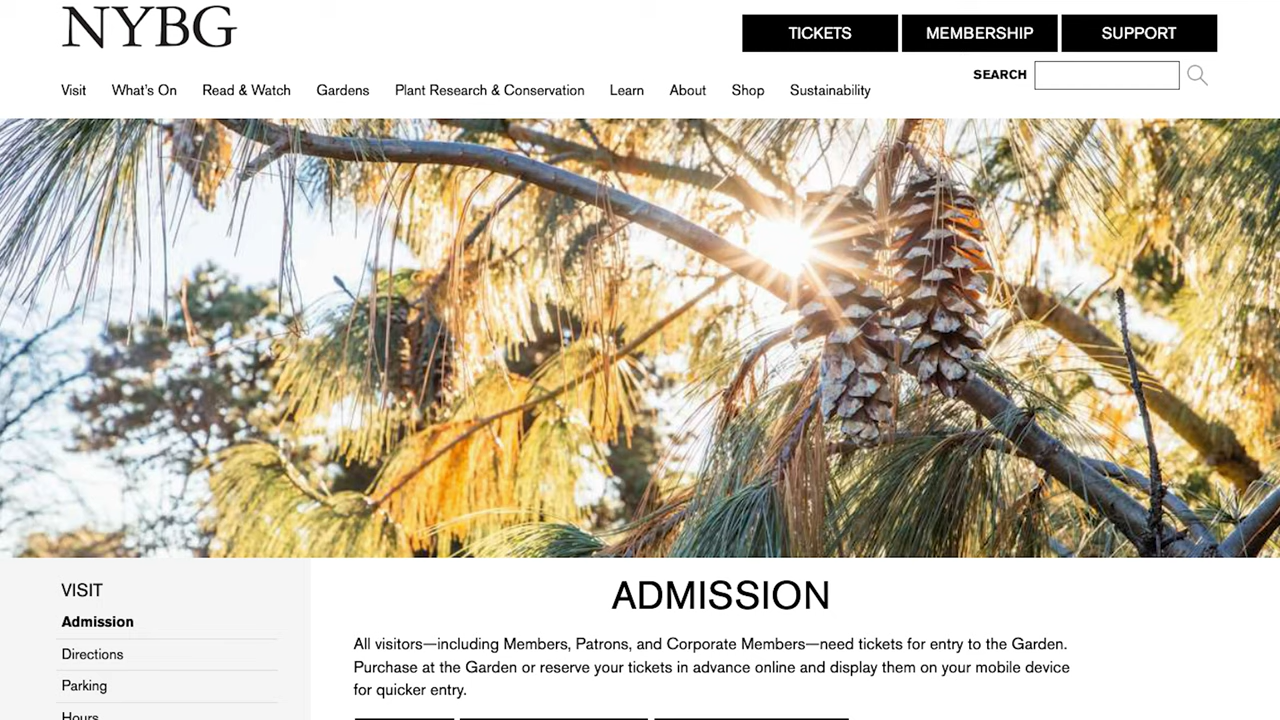 NYBG
TICKETS
MEMBERSHIP
SUPPORT
SEARCH
Visit
What's On
Read & Watch
Gardens
Plant Research & Conservation
Learn
About
Shop
Sustainability
VISIT
Admission
Directions
Parking
Hours
ADMISSION
All visitors—including Members, Patrons, and Corporate Members—need tickets for entry to the Garden.
Purchase at the Garden or reserve your tickets in advance online and display them on your mobile device
for quicker entry.